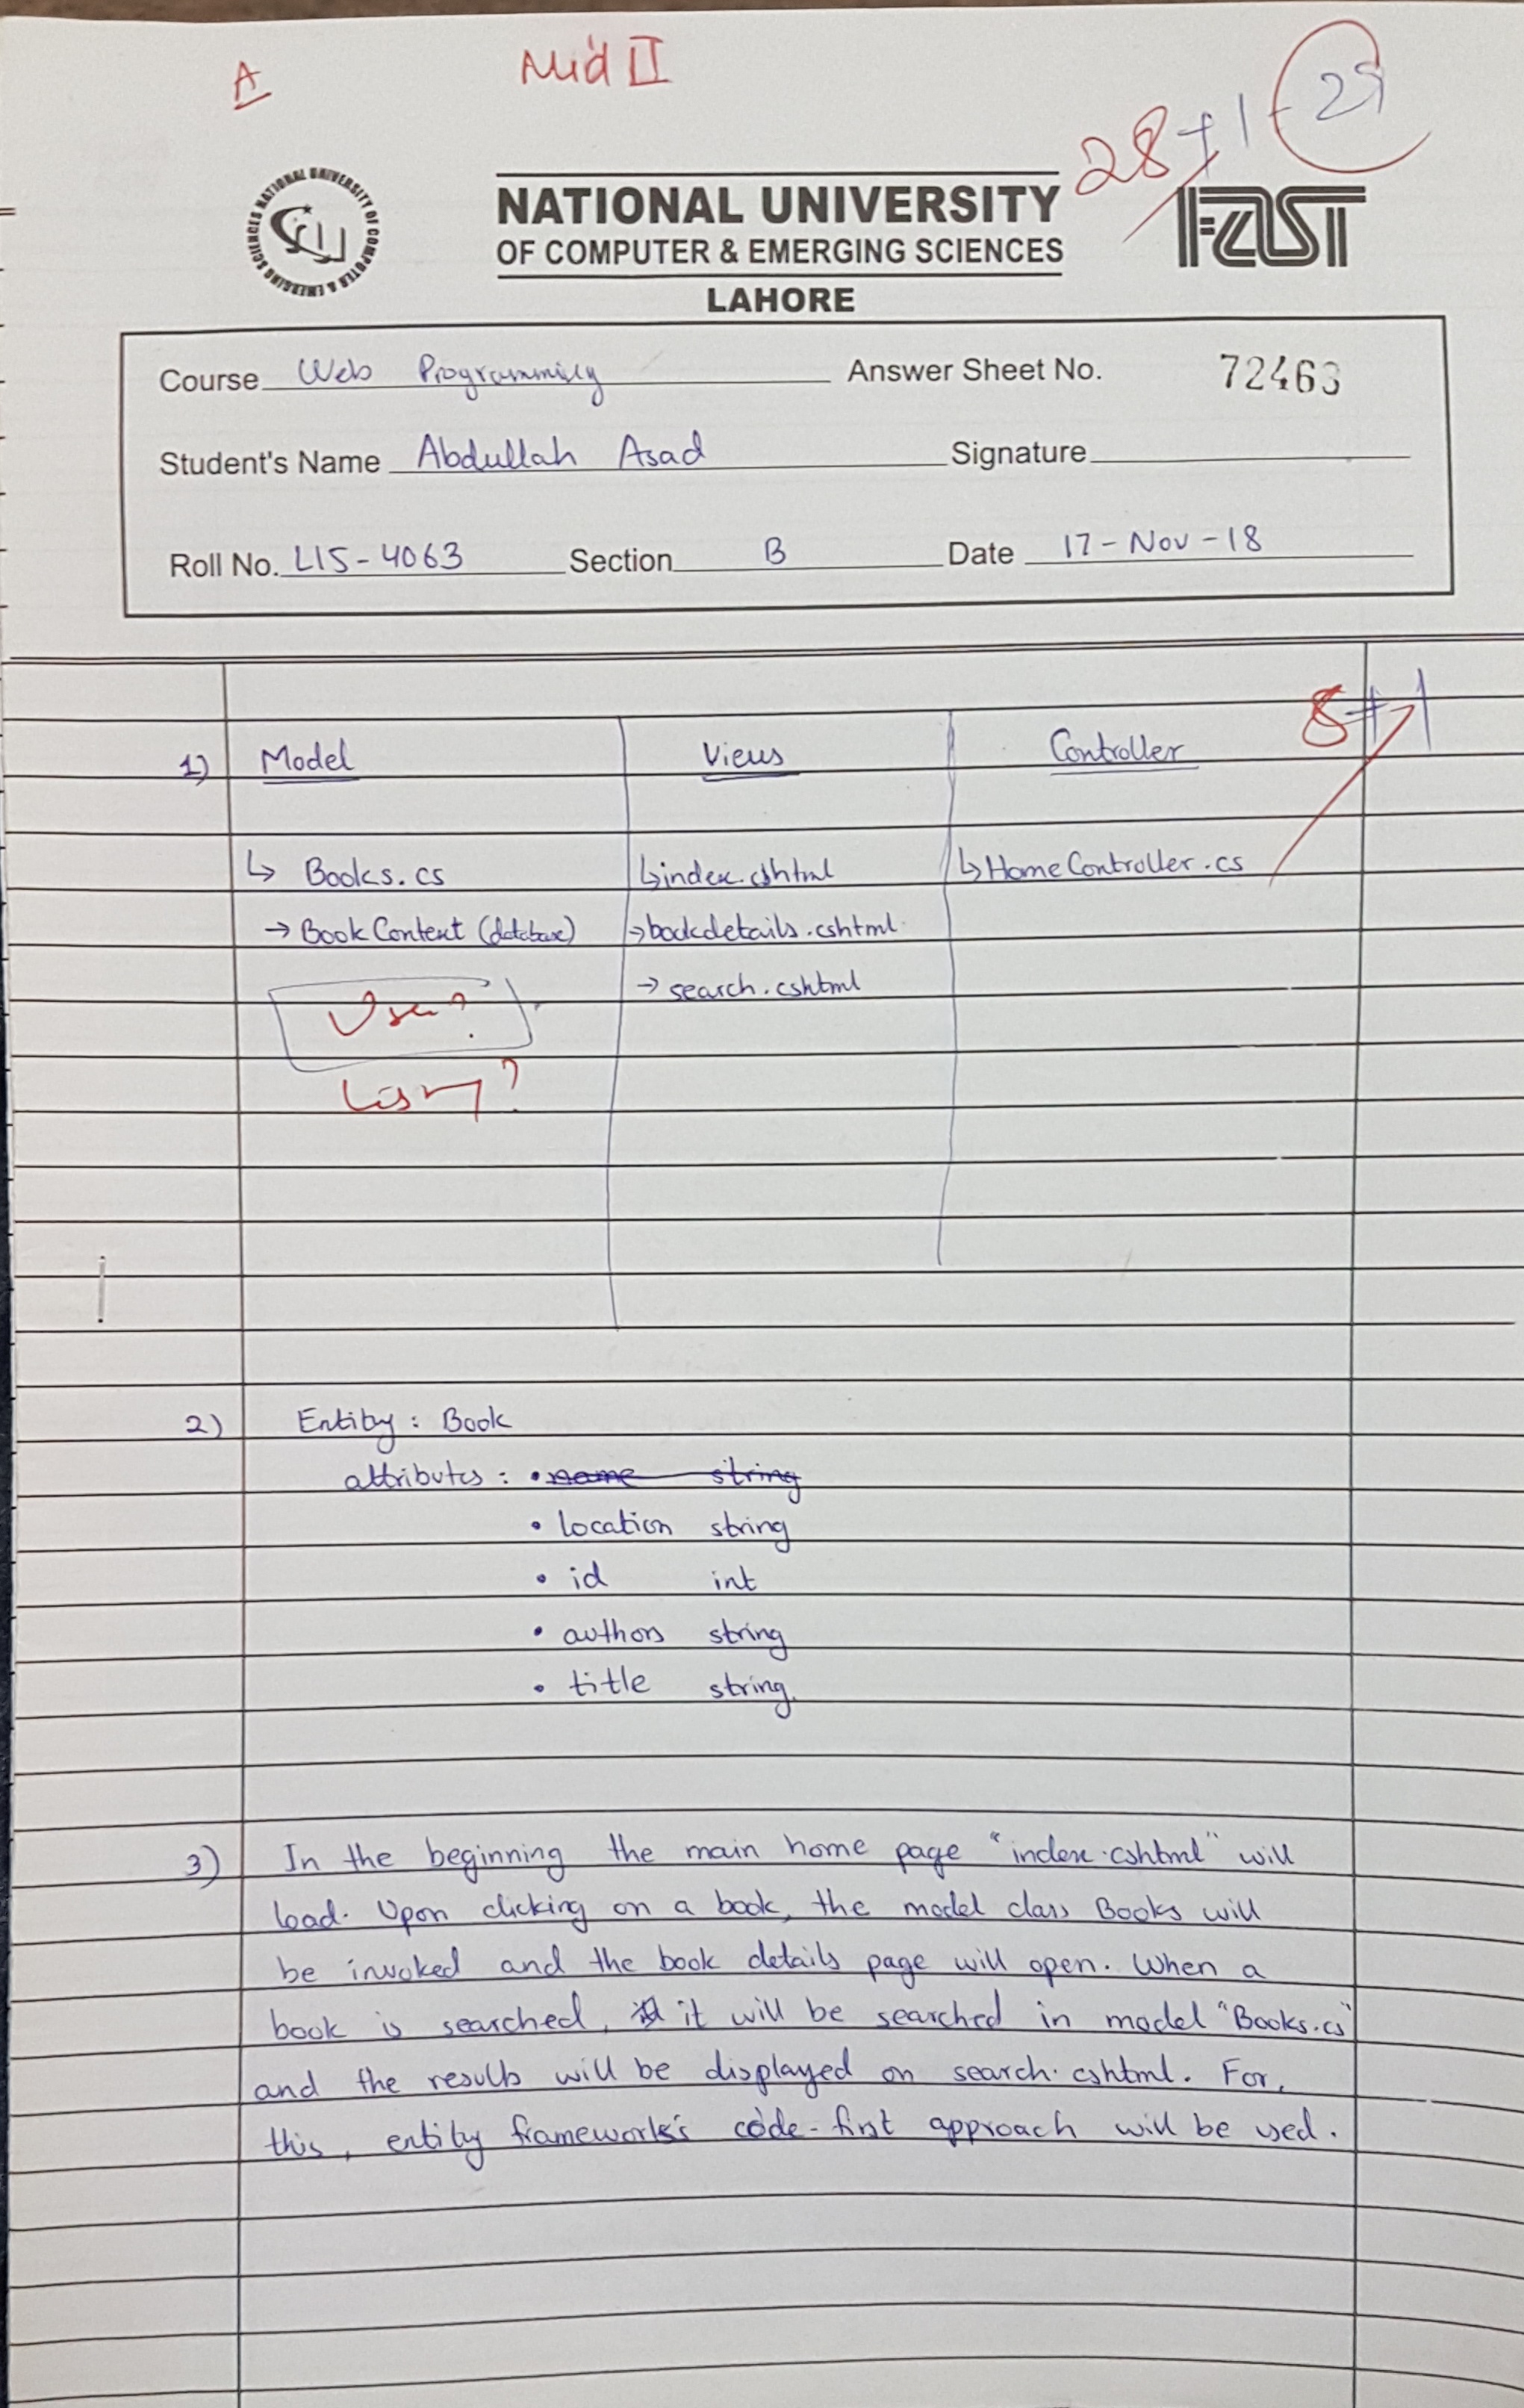 A
Mid II
28 + 1 29
NATIONAL UNIVERSITY OF COMPUTER & EMERGING SCIENCES
NATIONAL UNIVERSITY
OF COMPUTER & EMERGING SCIENCES
LAHORE
FAST
Course Web Programming Answer Sheet No. 72463
Student's Name Abdullah Asad Signature
Roll No. L15-4063 Section B Date 17-Nov-18
8+1
1) Model Views Controller
↳ Books.cs ↳ index.cshtml ↳ HomeController.cs
→ Book Content (database) → bookdetails.cshtml
→ search.cshtml
User?
2) Entity: Book
attributes: • name string
• location string
• id int
• authors string
• title string.
3) In the beginning the main home page "index.cshtml" will
load. Upon clicking on a book, the model class Books will
be invoked and the book details page will open. When a
book is searched, it will be searched in model "Books.cs"
and the results will be displayed on search.cshtml. For,
this, entity framework's code-first approach will be used.